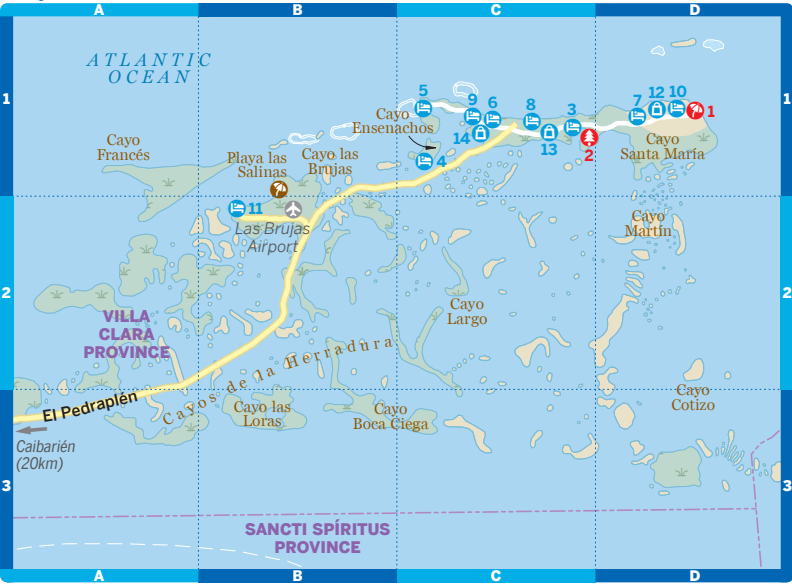 A
B
C
D
1
ATLANTIC
OCEAN
5
9
6
8
3
7
12
10
1
1
Cayo
Ensenachos
14
13
2
Cayo
Santa María
4
Cayo
Francés
Playa las
Salinas
Cayo las
Brujas
11
Las Brujas
Airport
Cayo
Martín
2
2
VILLA
CLARA
PROVINCE
Cayo
Largo
Cayos de la Herradura
El Pedraplén
Caibarién
(20km)
Cayo las
Loras
Cayo
Boca Ciega
Cayo
Cotizo
3
3
SANCTI SPÍRITUS
PROVINCE
A
B
C
D